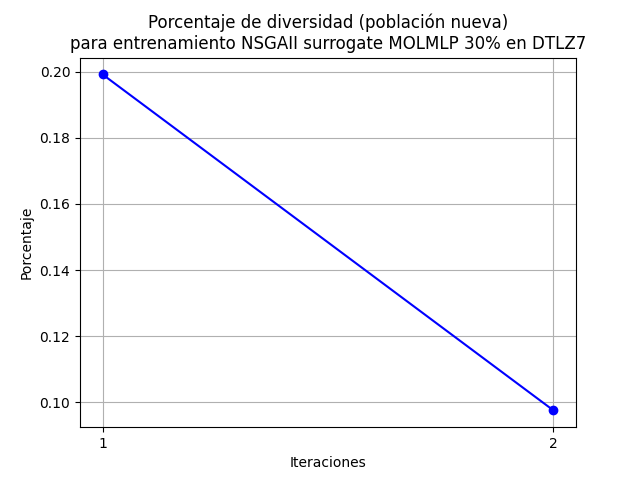 Porcentaje de diversidad (población nueva)
para entrenamiento NSGAII surrogate MOLMLP 30% en DTLZ7
0.20
0.18
0.16
0.14
0.12
0.10
Porcentaje
1
2
Iteraciones